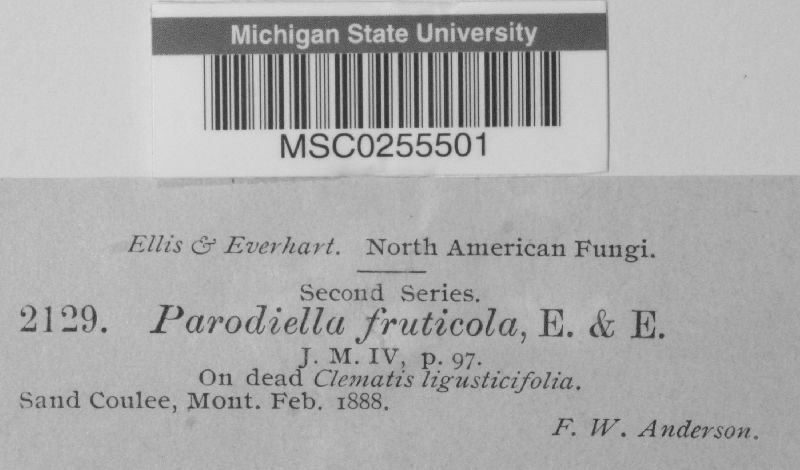 Michigan State University
MSC0255501
Ellis & Everhart. North American Fungi.
Second Series.
2129. Parodiella fruticola, E. & E.
J. M. IV, p. 97.
On dead Clematis ligusticifolia.
Sand Coulee, Mont. Feb. 1888.
F. W. Anderson.